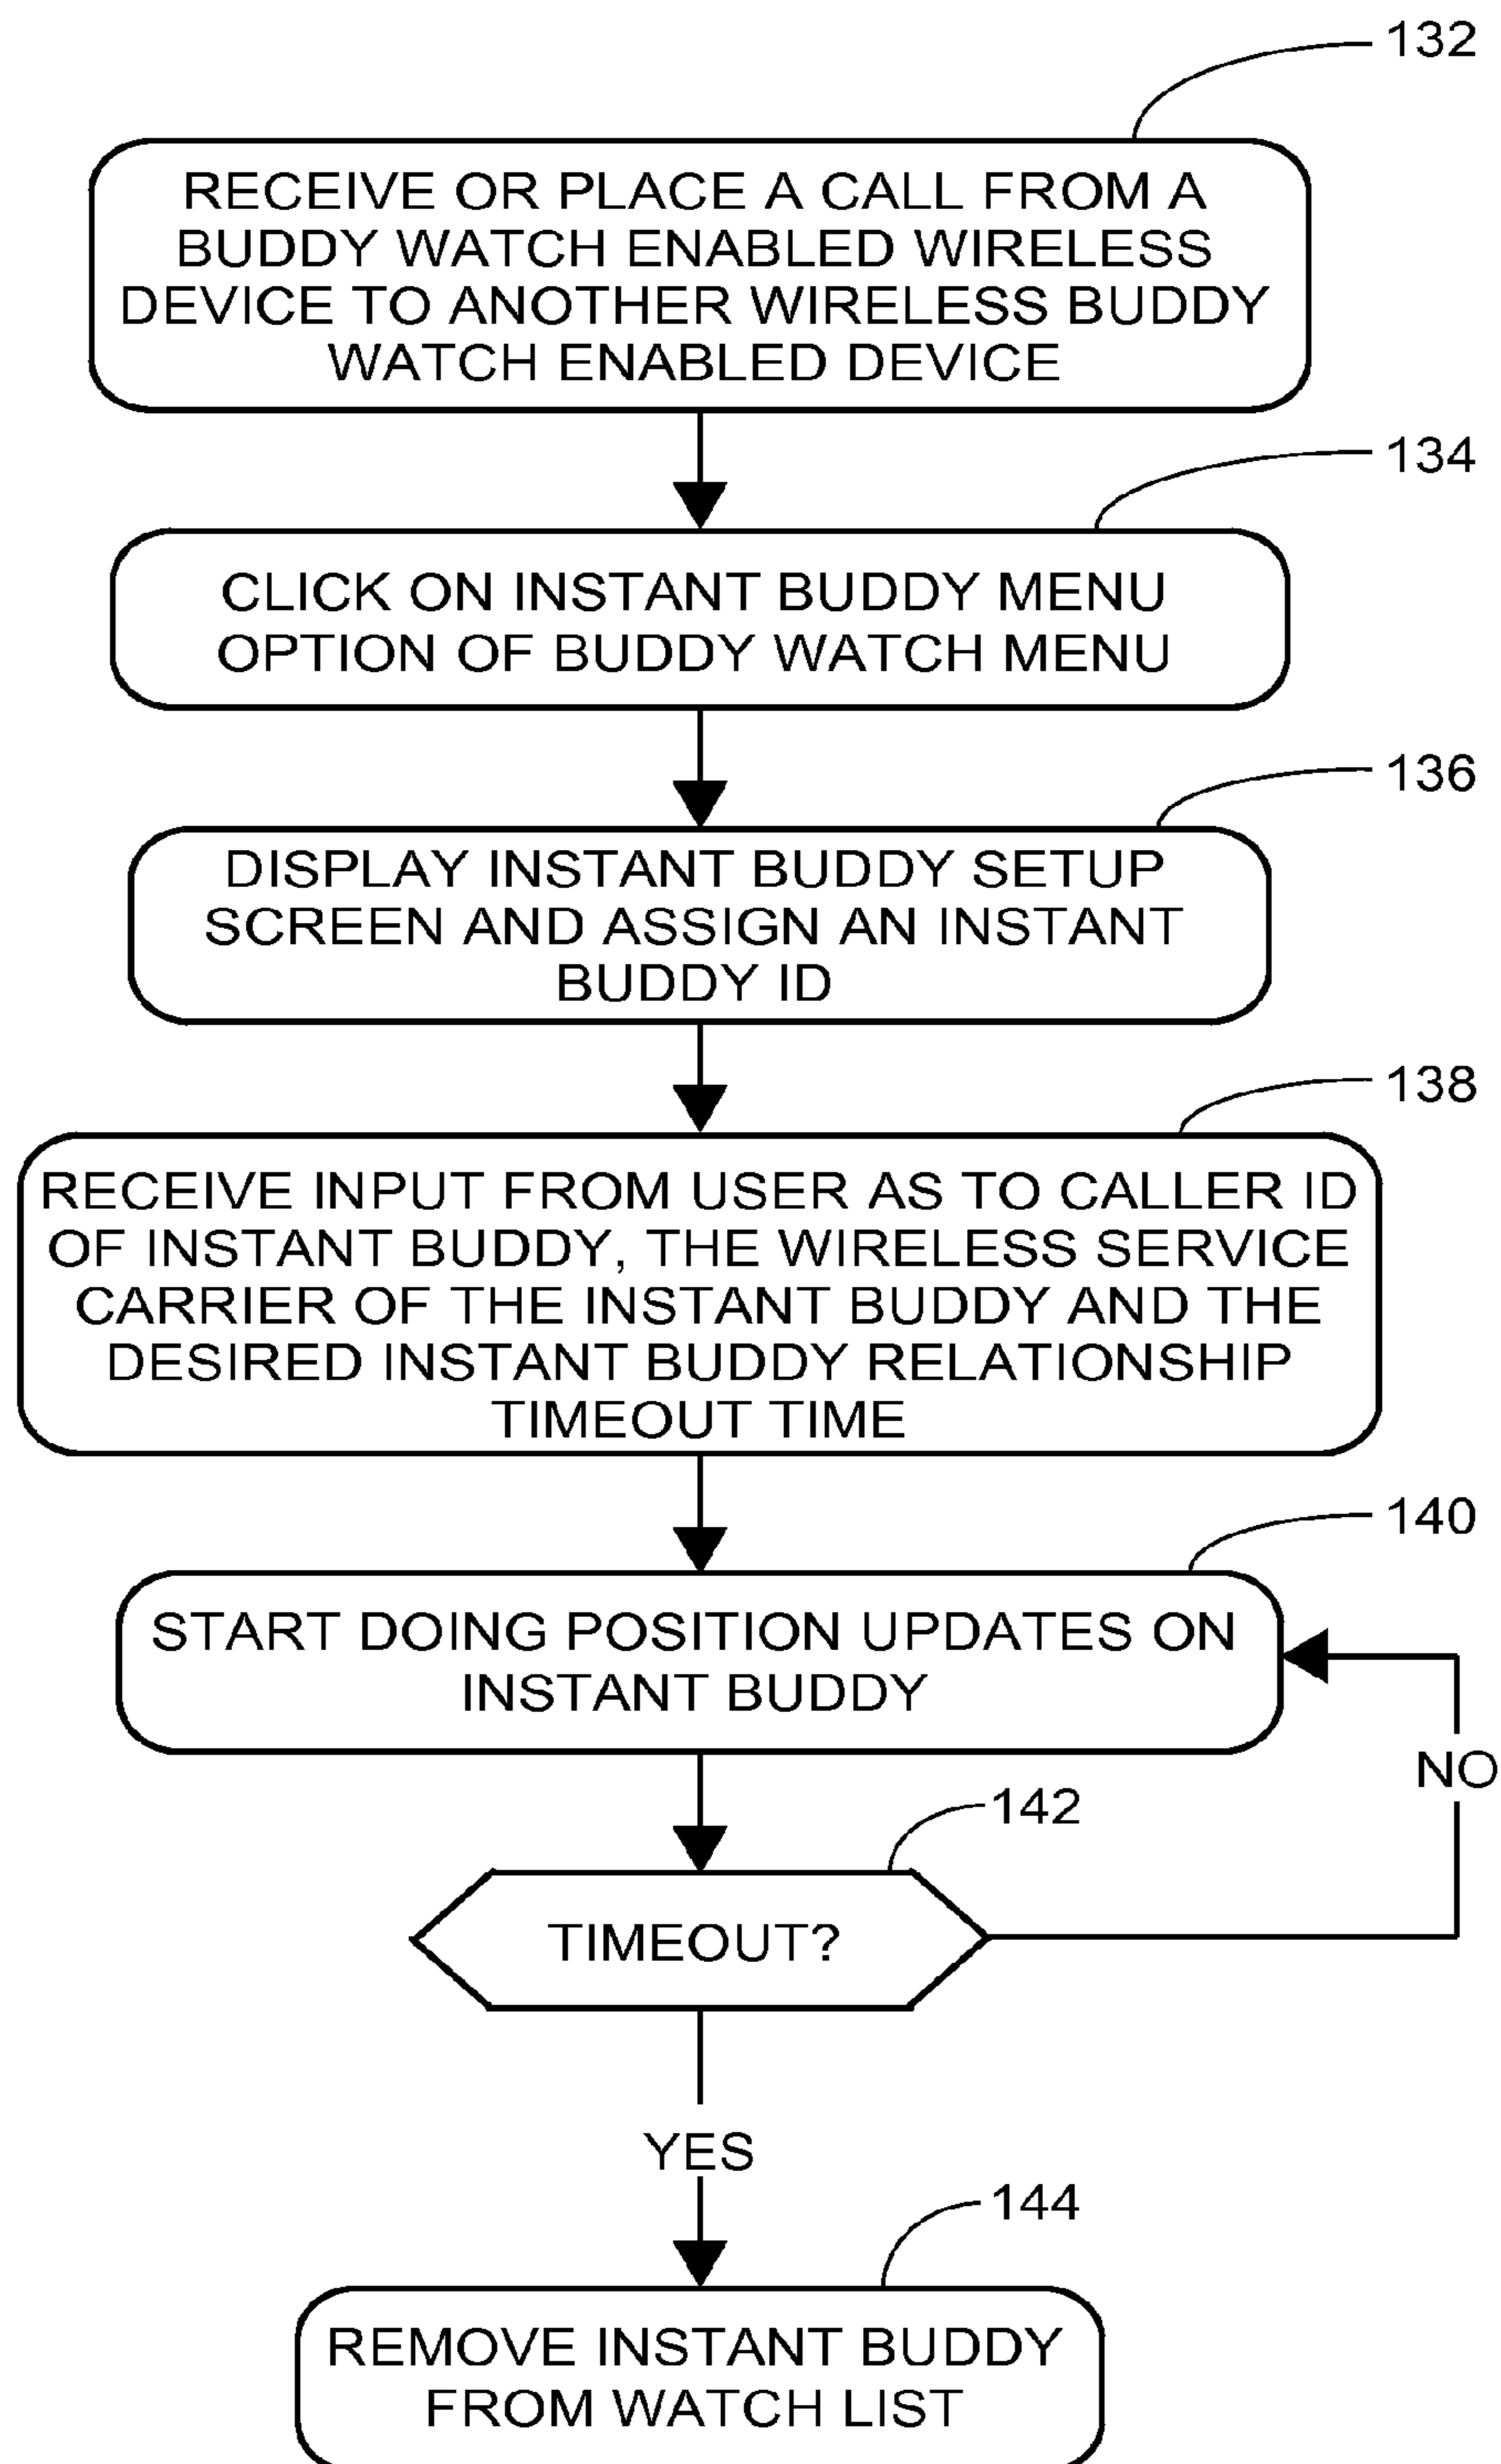 132
RECEIVE OR PLACE A CALL FROM A
BUDDY WATCH ENABLED WIRELESS
DEVICE TO ANOTHER WIRELESS BUDDY
WATCH ENABLED DEVICE
134
CLICK ON INSTANT BUDDY MENU
OPTION OF BUDDY WATCH MENU
136
DISPLAY INSTANT BUDDY SETUP
SCREEN AND ASSIGN AN INSTANT
BUDDY ID
138
RECEIVE INPUT FROM USER AS TO CALLER ID
OF INSTANT BUDDY, THE WIRELESS SERVICE
CARRIER OF THE INSTANT BUDDY AND THE
DESIRED INSTANT BUDDY RELATIONSHIP
TIMEOUT TIME
140
START DOING POSITION UPDATES ON
INSTANT BUDDY
NO
142
TIMEOUT?
YES
144
REMOVE INSTANT BUDDY
FROM WATCH LIST